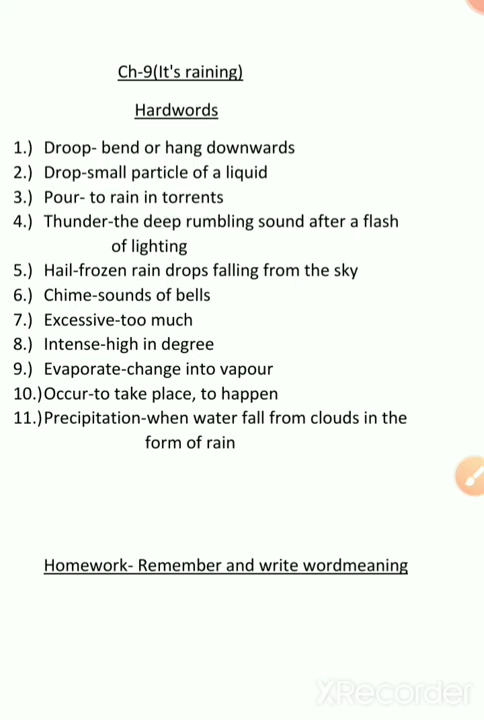 Ch-9(It's raining)
Hardwords
1.) Droop- bend or hang downwards
2.) Drop-small particle of a liquid
3.) Pour- to rain in torrents
4.) Thunder-the deep rumbling sound after a flash
of lighting
5.) Hail-frozen rain drops falling from the sky
6.) Chime-sounds of bells
7.) Excessive-too much
8.) Intense-high in degree
9.) Evaporate-change into vapour
10.)Occur-to take place, to happen
11.)Precipitation-when water fall from clouds in the
form of rain
Homework- Remember and write wordmeaning
XRecorder